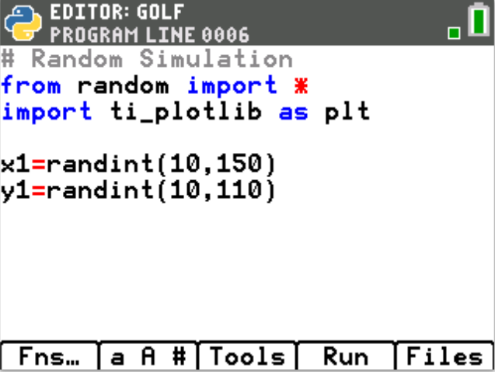 EDITOR: GOLF
PROGRAM LINE 0006
# Random Simulation
from random import *
import ti_plotlib as plt
x1=randint(10,150)
y1=randint(10,110)
Fns… a A # Tools Run Files